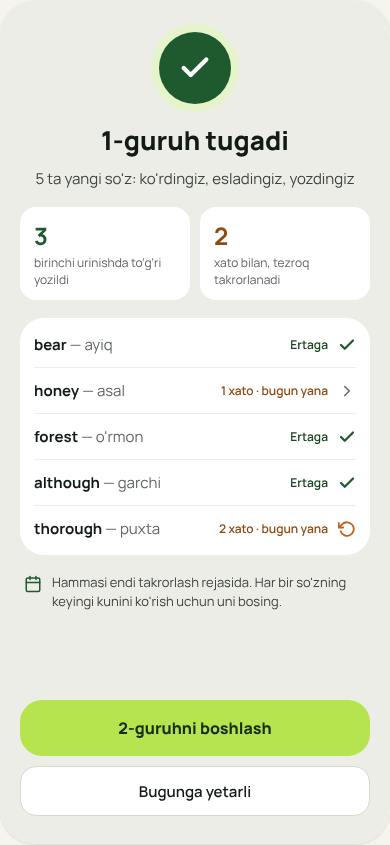 1-guruh tugadi
5 ta yangi so'z: ko'rdingiz, esladingiz, yozdingiz
3
birinchi urinishda to'g'ri
yozildi
2
xato bilan, tezroq
takrorlanadi
bear — ayiq Ertaga
honey — asal 1 xato · bugun yana
forest — o'rmon Ertaga
although — garchi Ertaga
thorough — puxta 2 xato · bugun yana
Hammasi endi takrorlash rejasida. Har bir so'zning
keyingi kunini ko'rish uchun uni bosing.
2-guruhni boshlash
Bugunga yetarli